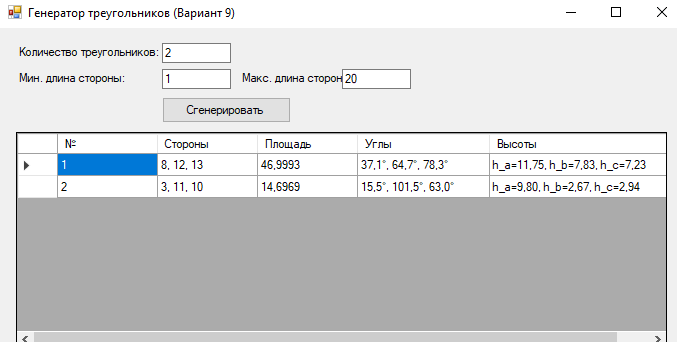 Генератор треугольников (Вариант 9)
Количество треугольников: 2
Мин. длина стороны: 1 Макс. длина сторон 20
Сгенерировать
№ Стороны Площадь Углы Высоты
1 8, 12, 13 46,9993 37,1°, 64,7°, 78,3° h_a=11,75, h_b=7,83, h_c=7,23
2 3, 11, 10 14,6969 15,5°, 101,5°, 63,0° h_a=9,80, h_b=2,67, h_c=2,94